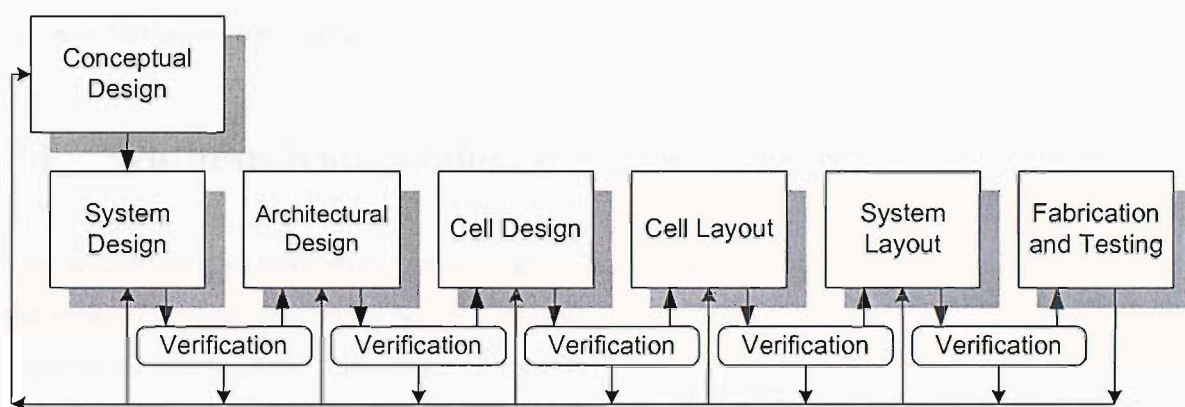 Conceptual
Design
System
Design
Architectural
Design
Cell Design
Cell Layout
System
Layout
Fabrication
and Testing
Verification
Verification
Verification
Verification
Verification